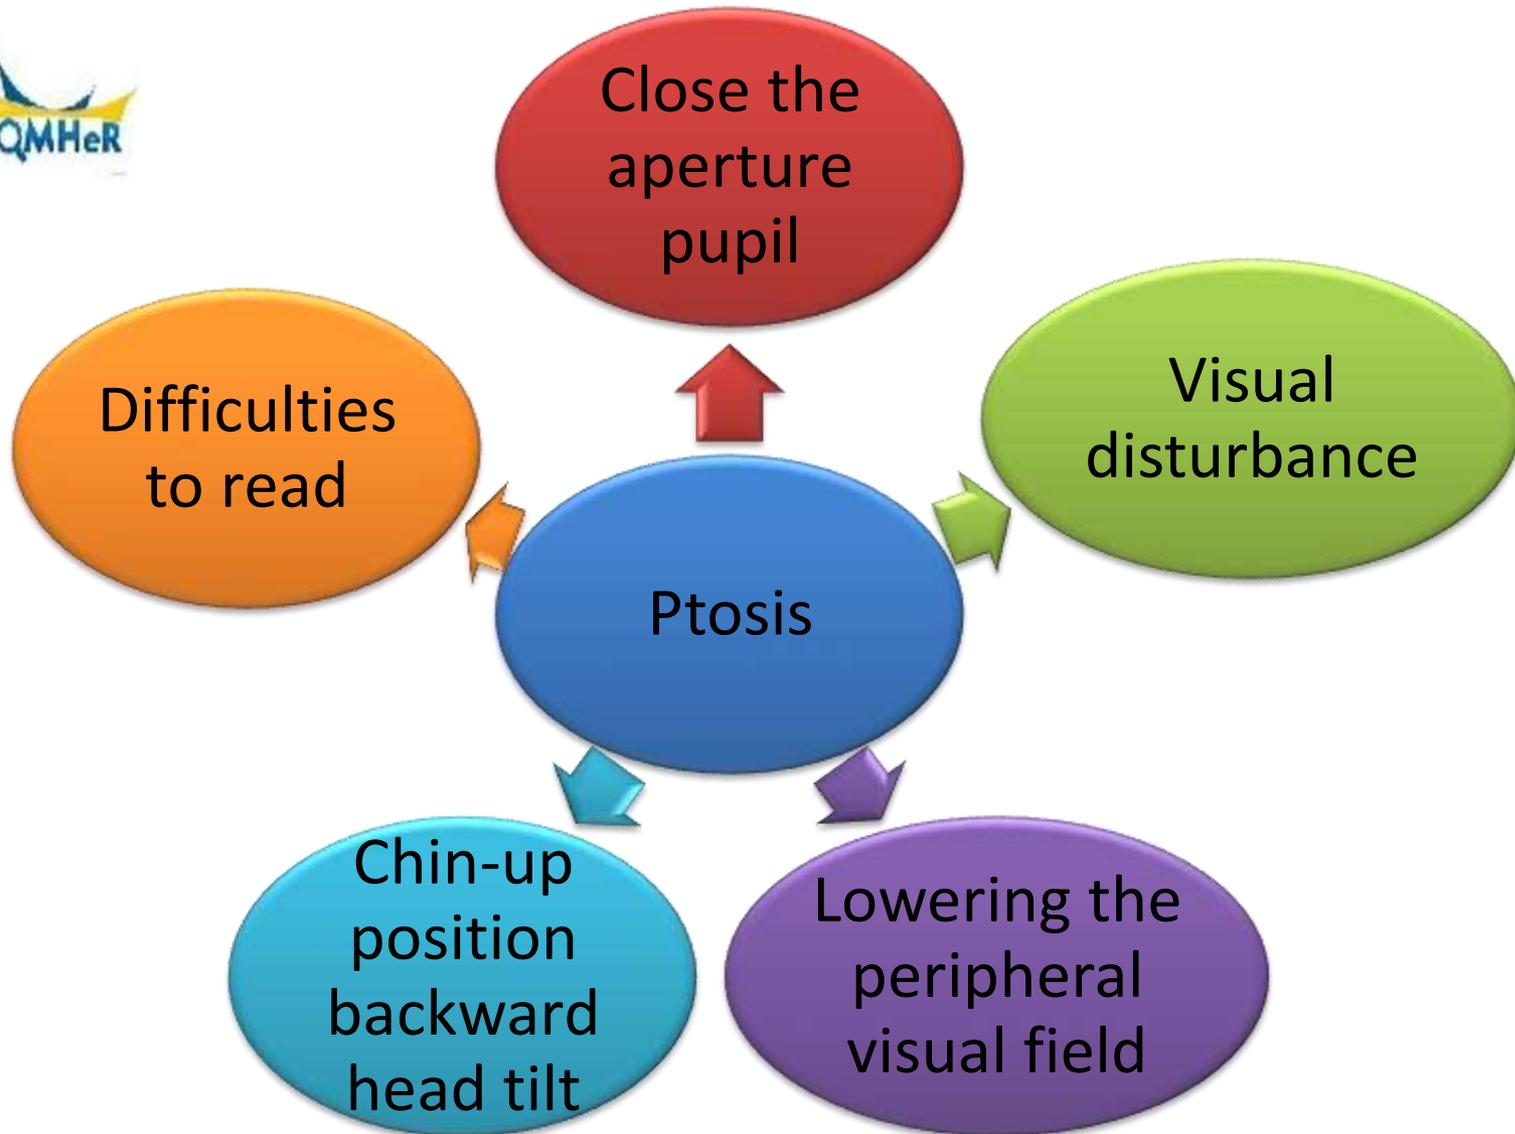 QMHeR
Close the
aperture
pupil
Visual
disturbance
Difficulties
to read
Ptosis
Chin-up
position
backward
head tilt
Lowering the
peripheral
visual field